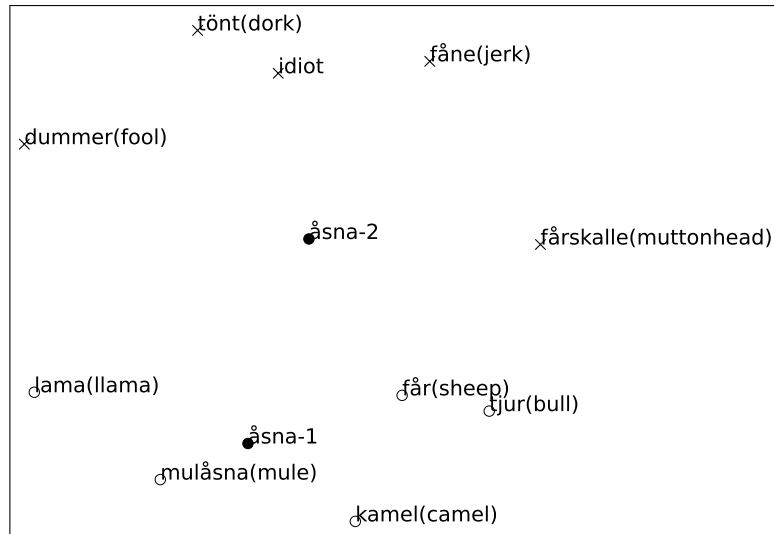 tönt(dork)
fåne(jerk)
idiot
dummer(fool)
åsna-2
fårskalle(muttonhead)
lama(llama)
får(sheep)
tjur(bull)
åsna-1
mulåsna(mule)
kamel(camel)